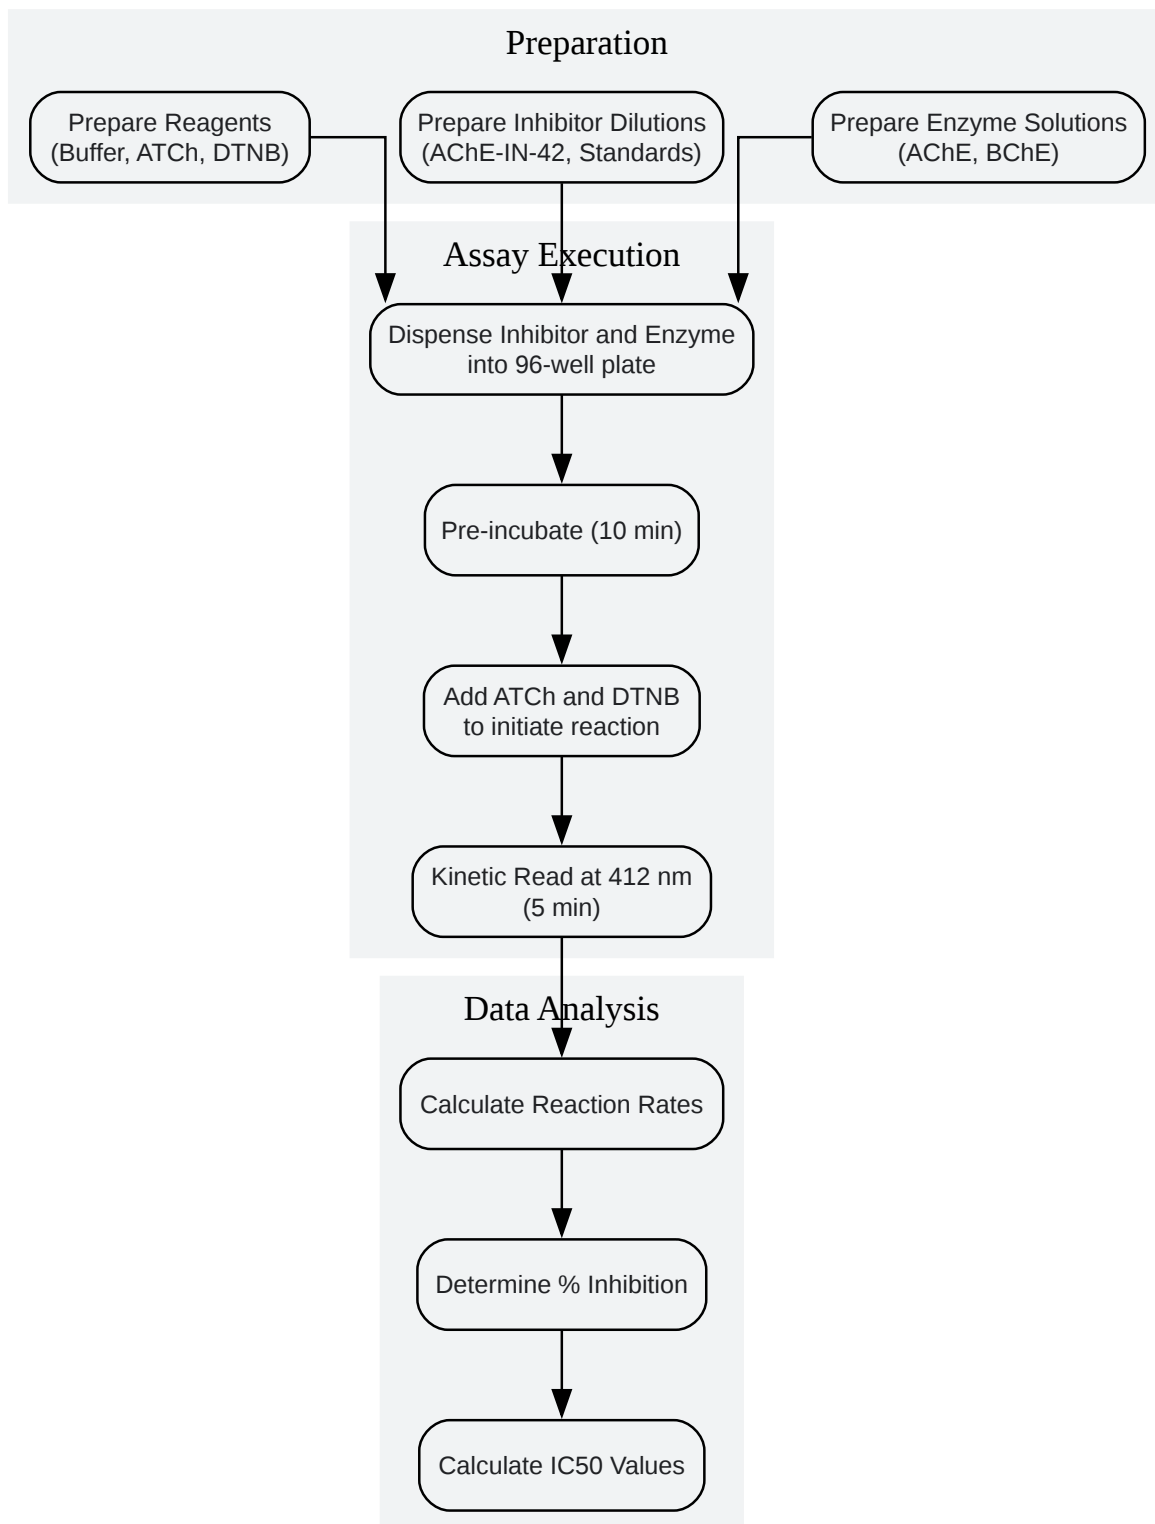 Preparation
Prepare Reagents
(Buffer, ATCh, DTNB)
Prepare Inhibitor Dilutions
(AChE-IN-42, Standards)
Prepare Enzyme Solutions
(AChE, BChE)
Assay Execution
Dispense Inhibitor and Enzyme
into 96-well plate
Pre-incubate (10 min)
Add ATCh and DTNB
to initiate reaction
Kinetic Read at 412 nm
(5 min)
Data Analysis
Calculate Reaction Rates
Determine % Inhibition
Calculate IC50 Values